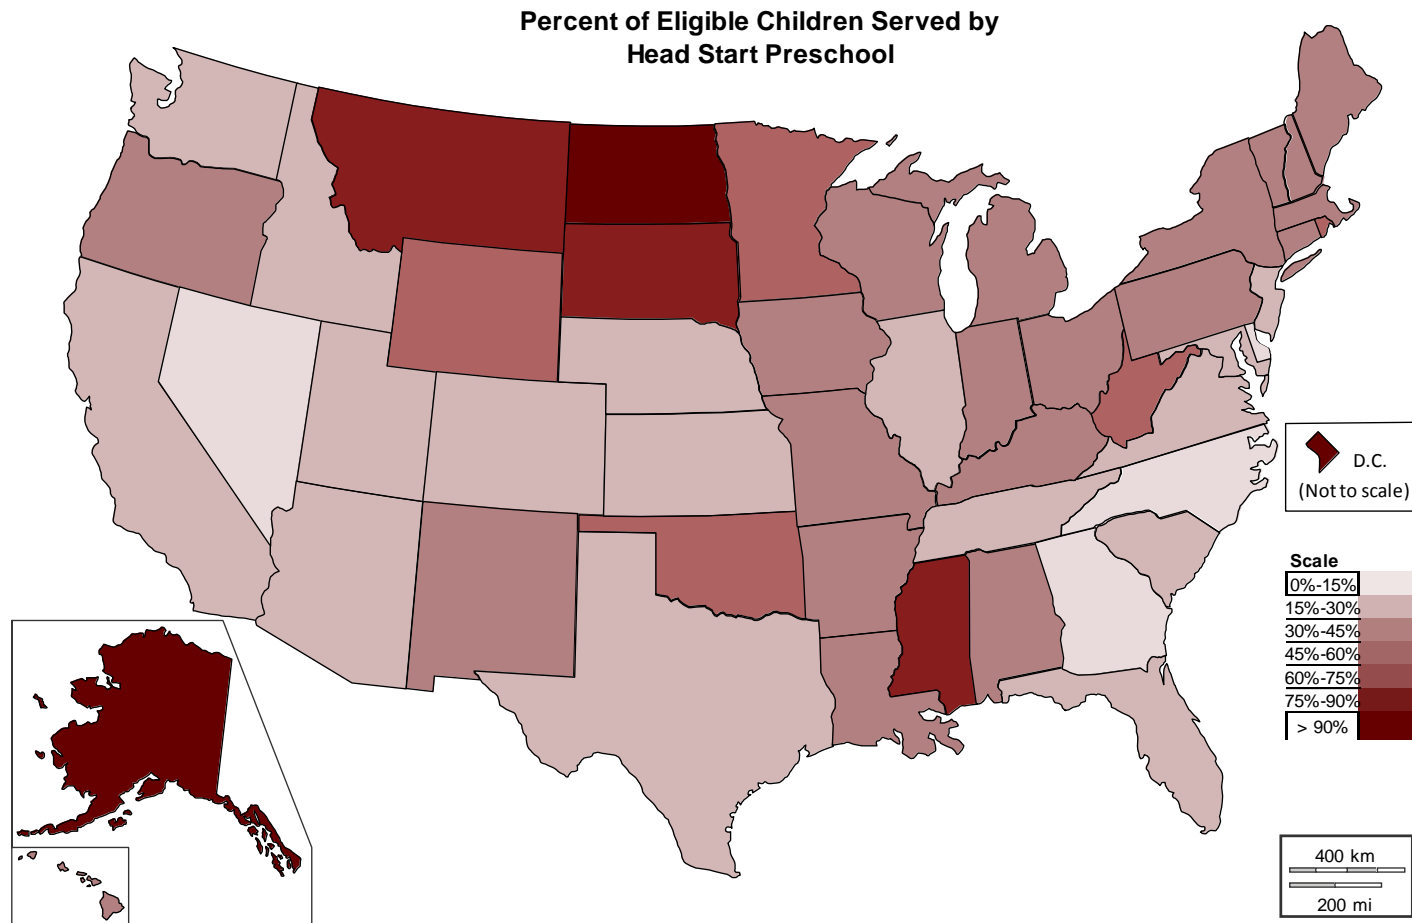 Percent of Eligible Children Served by
Head Start Preschool
D.C.
(Not to scale)
Scale
0%-15%
15%-30%
30%-45%
45%-60%
60%-75%
75%-90%
> 90%
400 km
200 mi